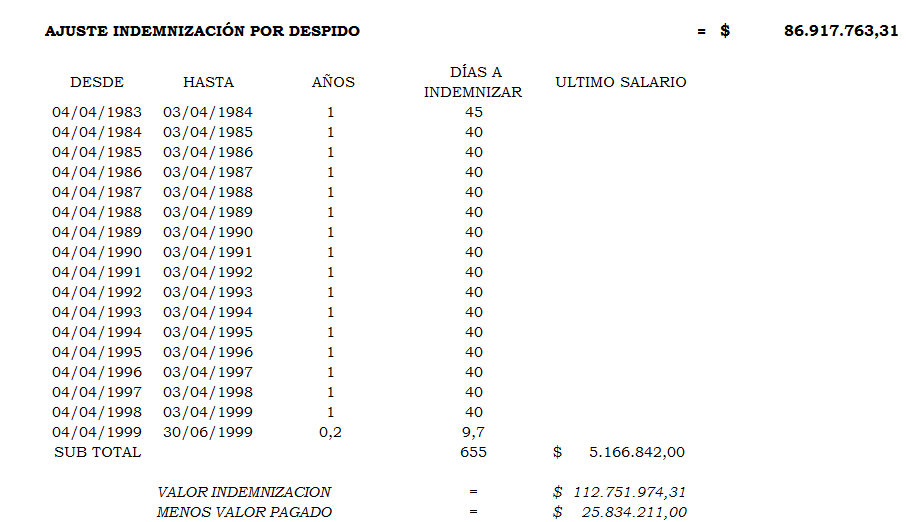 AJUSTE INDEMNIZACIÓN POR DESPIDO = $ 86.917.763,31
DESDE HASTA AÑOS DÍAS A INDEMNIZAR ULTIMO SALARIO
04/04/1983 03/04/1984 1 45
04/04/1984 03/04/1985 1 40
04/04/1985 03/04/1986 1 40
04/04/1986 03/04/1987 1 40
04/04/1987 03/04/1988 1 40
04/04/1988 03/04/1989 1 40
04/04/1989 03/04/1990 1 40
04/04/1990 03/04/1991 1 40
04/04/1991 03/04/1992 1 40
04/04/1992 03/04/1993 1 40
04/04/1993 03/04/1994 1 40
04/04/1994 03/04/1995 1 40
04/04/1995 03/04/1996 1 40
04/04/1996 03/04/1997 1 40
04/04/1997 03/04/1998 1 40
04/04/1998 03/04/1999 1 40
04/04/1999 30/06/1999 0,2 9,7
SUB TOTAL 655 $ 5.166.842,00
VALOR INDEMNIZACION = $ 112.751.974,31
MENOS VALOR PAGADO = $ 25.834.211,00